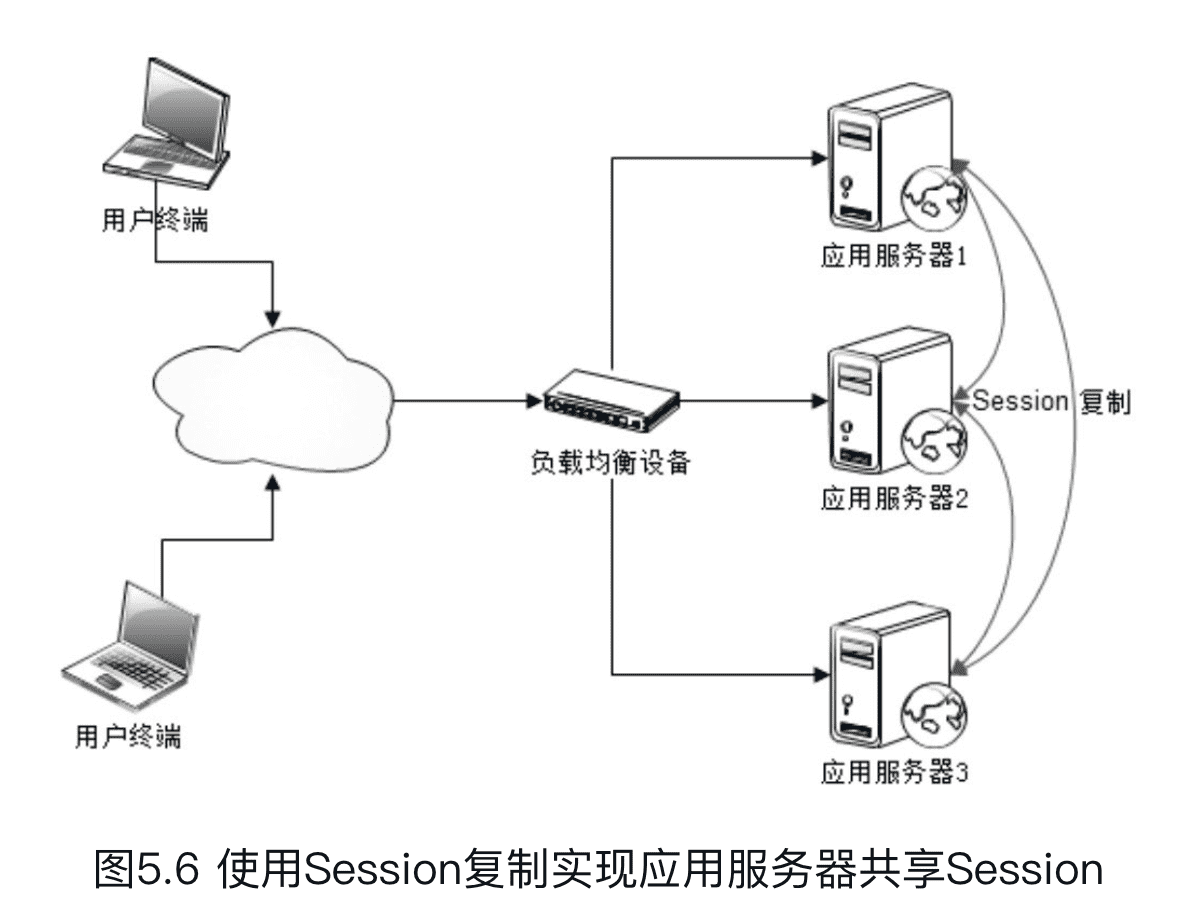 用户终端
应用服务器1
Session 复制
负载均衡设备
应用服务器2
用户终端
应用服务器3
图5.6 使用Session复制实现应用服务器共享Session